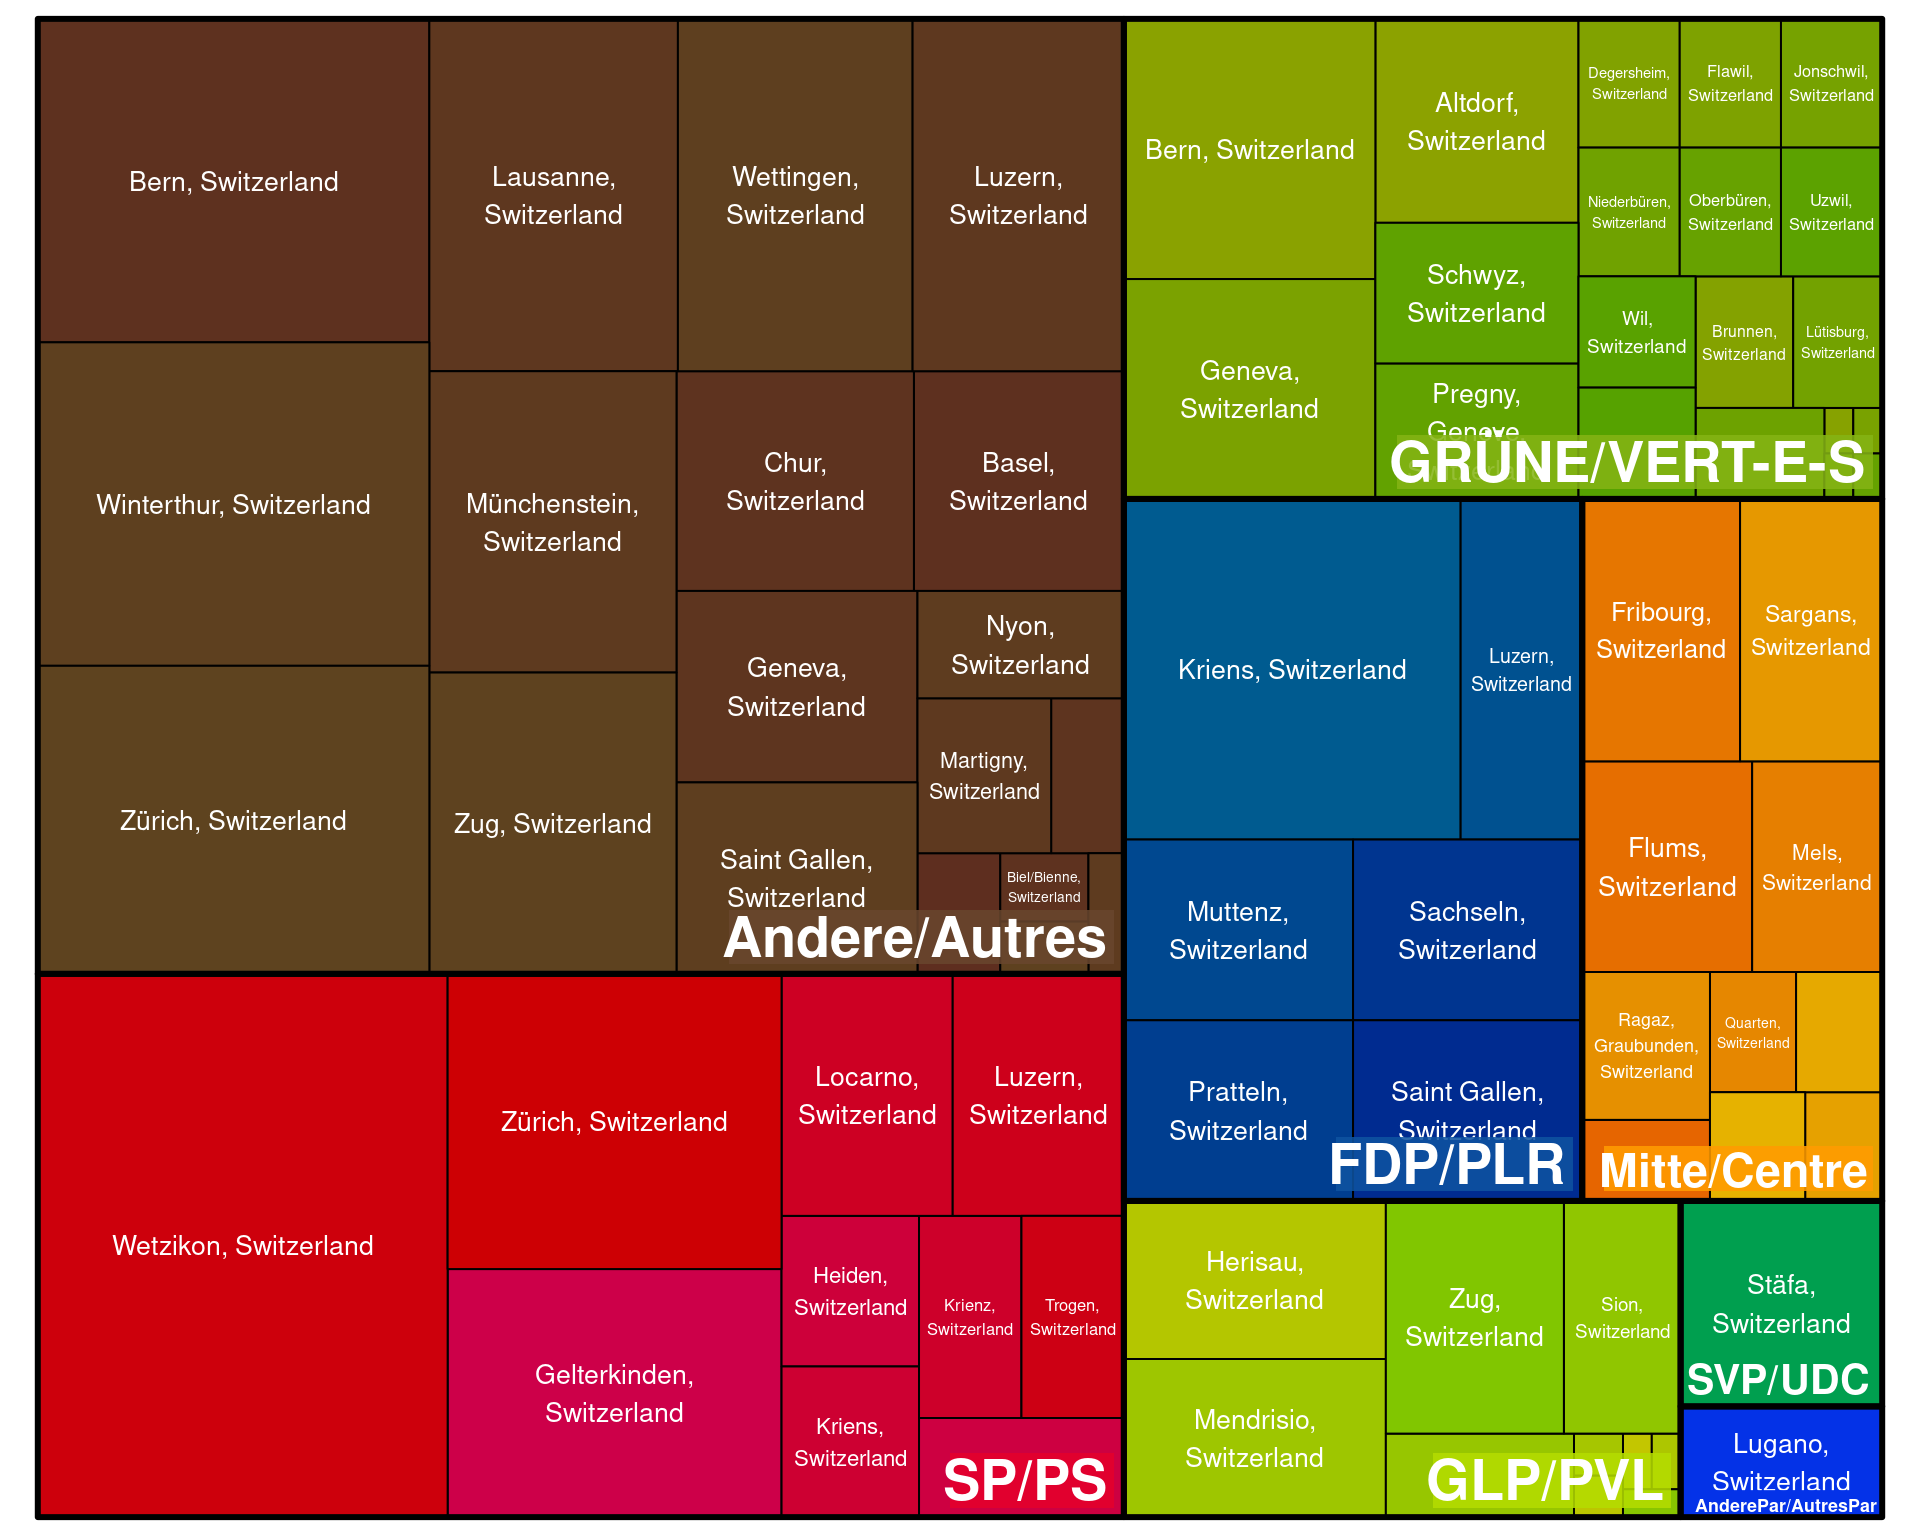 Bern, Switzerland
Lausanne,
Switzerland
Wettingen,
Switzerland
Luzern,
Switzerland
Winterthur, Switzerland
Münchenstein,
Switzerland
Chur,
Switzerland
Basel,
Switzerland
Geneva,
Switzerland
Nyon,
Switzerland
Martigny,
Switzerland
Zürich, Switzerland
Zug, Switzerland
Saint Gallen,
Switzerland
Biel/Bienne,
Switzerland
Andere/Autres
Bern, Switzerland
Altdorf,
Switzerland
Degersheim,
Switzerland
Flawil,
Switzerland
Jonschwil,
Switzerland
Niederbüren,
Switzerland
Oberbüren,
Switzerland
Uzwil,
Switzerland
Geneva,
Switzerland
Schwyz,
Switzerland
Wil,
Switzerland
Brunnen,
Switzerland
Lütisburg,
Switzerland
Pregny,
Geneve,
GRÜNE/VERT-E-S
Kriens, Switzerland
Luzern,
Switzerland
Muttenz,
Switzerland
Sachseln,
Switzerland
Pratteln,
Switzerland
Saint Gallen,
Switzerland
FDP/PLR
Fribourg,
Switzerland
Sargans,
Switzerland
Flums,
Switzerland
Mels,
Switzerland
Ragaz,
Graubunden,
Switzerland
Quarten,
Switzerland
Mitte/Centre
Wetzikon, Switzerland
Zürich, Switzerland
Gelterkinden,
Switzerland
Locarno,
Switzerland
Luzern,
Switzerland
Heiden,
Switzerland
Krienz,
Switzerland
Trogen,
Switzerland
Kriens,
Switzerland
SP/PS
Herisau,
Switzerland
Zug,
Switzerland
Sion,
Switzerland
Mendrisio,
Switzerland
GLP/PVL
Stäfa,
Switzerland
SVP/UDC
Lugano,
Switzerland
AnderePar/AutresPar